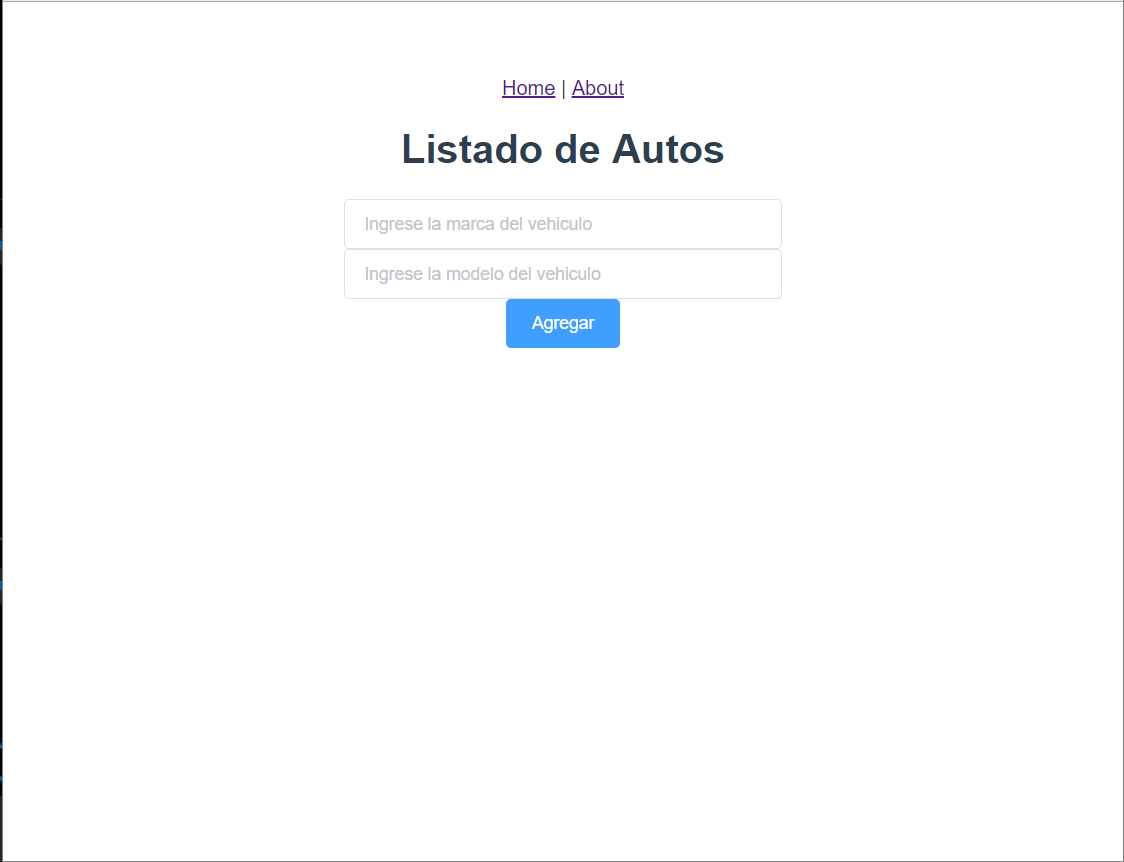 Home | About
Listado de Autos
Ingrese la marca del vehiculo
Ingrese la modelo del vehiculo
Agregar